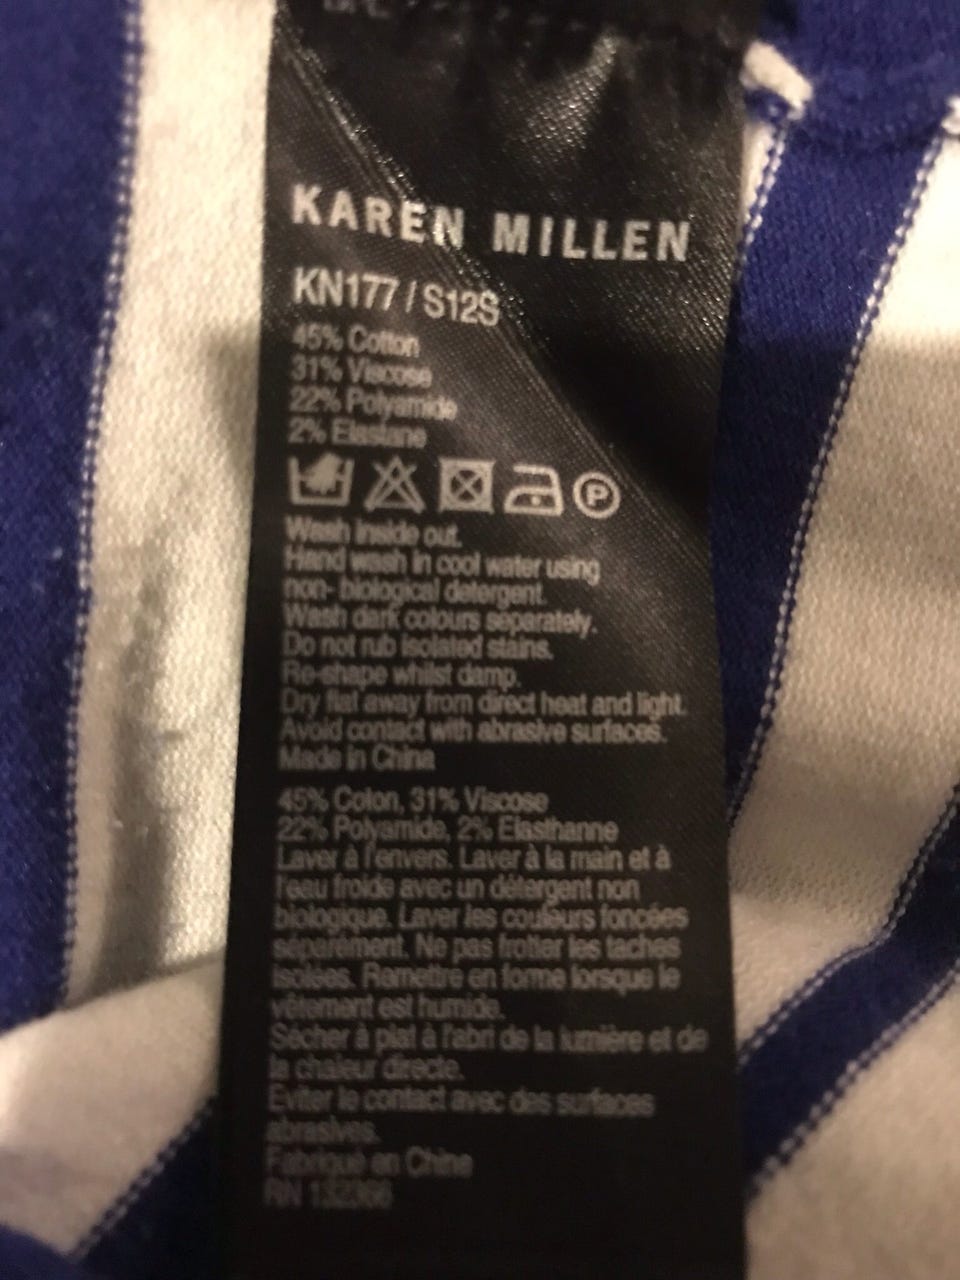 KAREN MILLEN
KN177 / S12S
45% Cotton
31% Viscose
22% Polyamide
2% Elastane
P
Wash inside out.
Hand wash in cool water using
non- biological detergent.
Wash dark colours separately.
Do not rub isolated stains.
Re-shape whilst damp.
Dry flat away from direct heat and light.
Avoid contact with abrasive surfaces.
Made in China
45% Coton, 31% Viscose
22% Polyamide, 2% Elasthanne
Laver à l'envers. Laver à la main et à
l'eau froide avec un détergent non
biologique. Laver les couleurs foncées
séparément. Ne pas frotter les taches
isolées. Remettre en forme lorsque le
vêtement est humide.
Sécher à plat à l'abri de la lumière et de
la chaleur directe.
Eviter le contact avec des surfaces
abrasives.
Fabriqué en Chine
RN